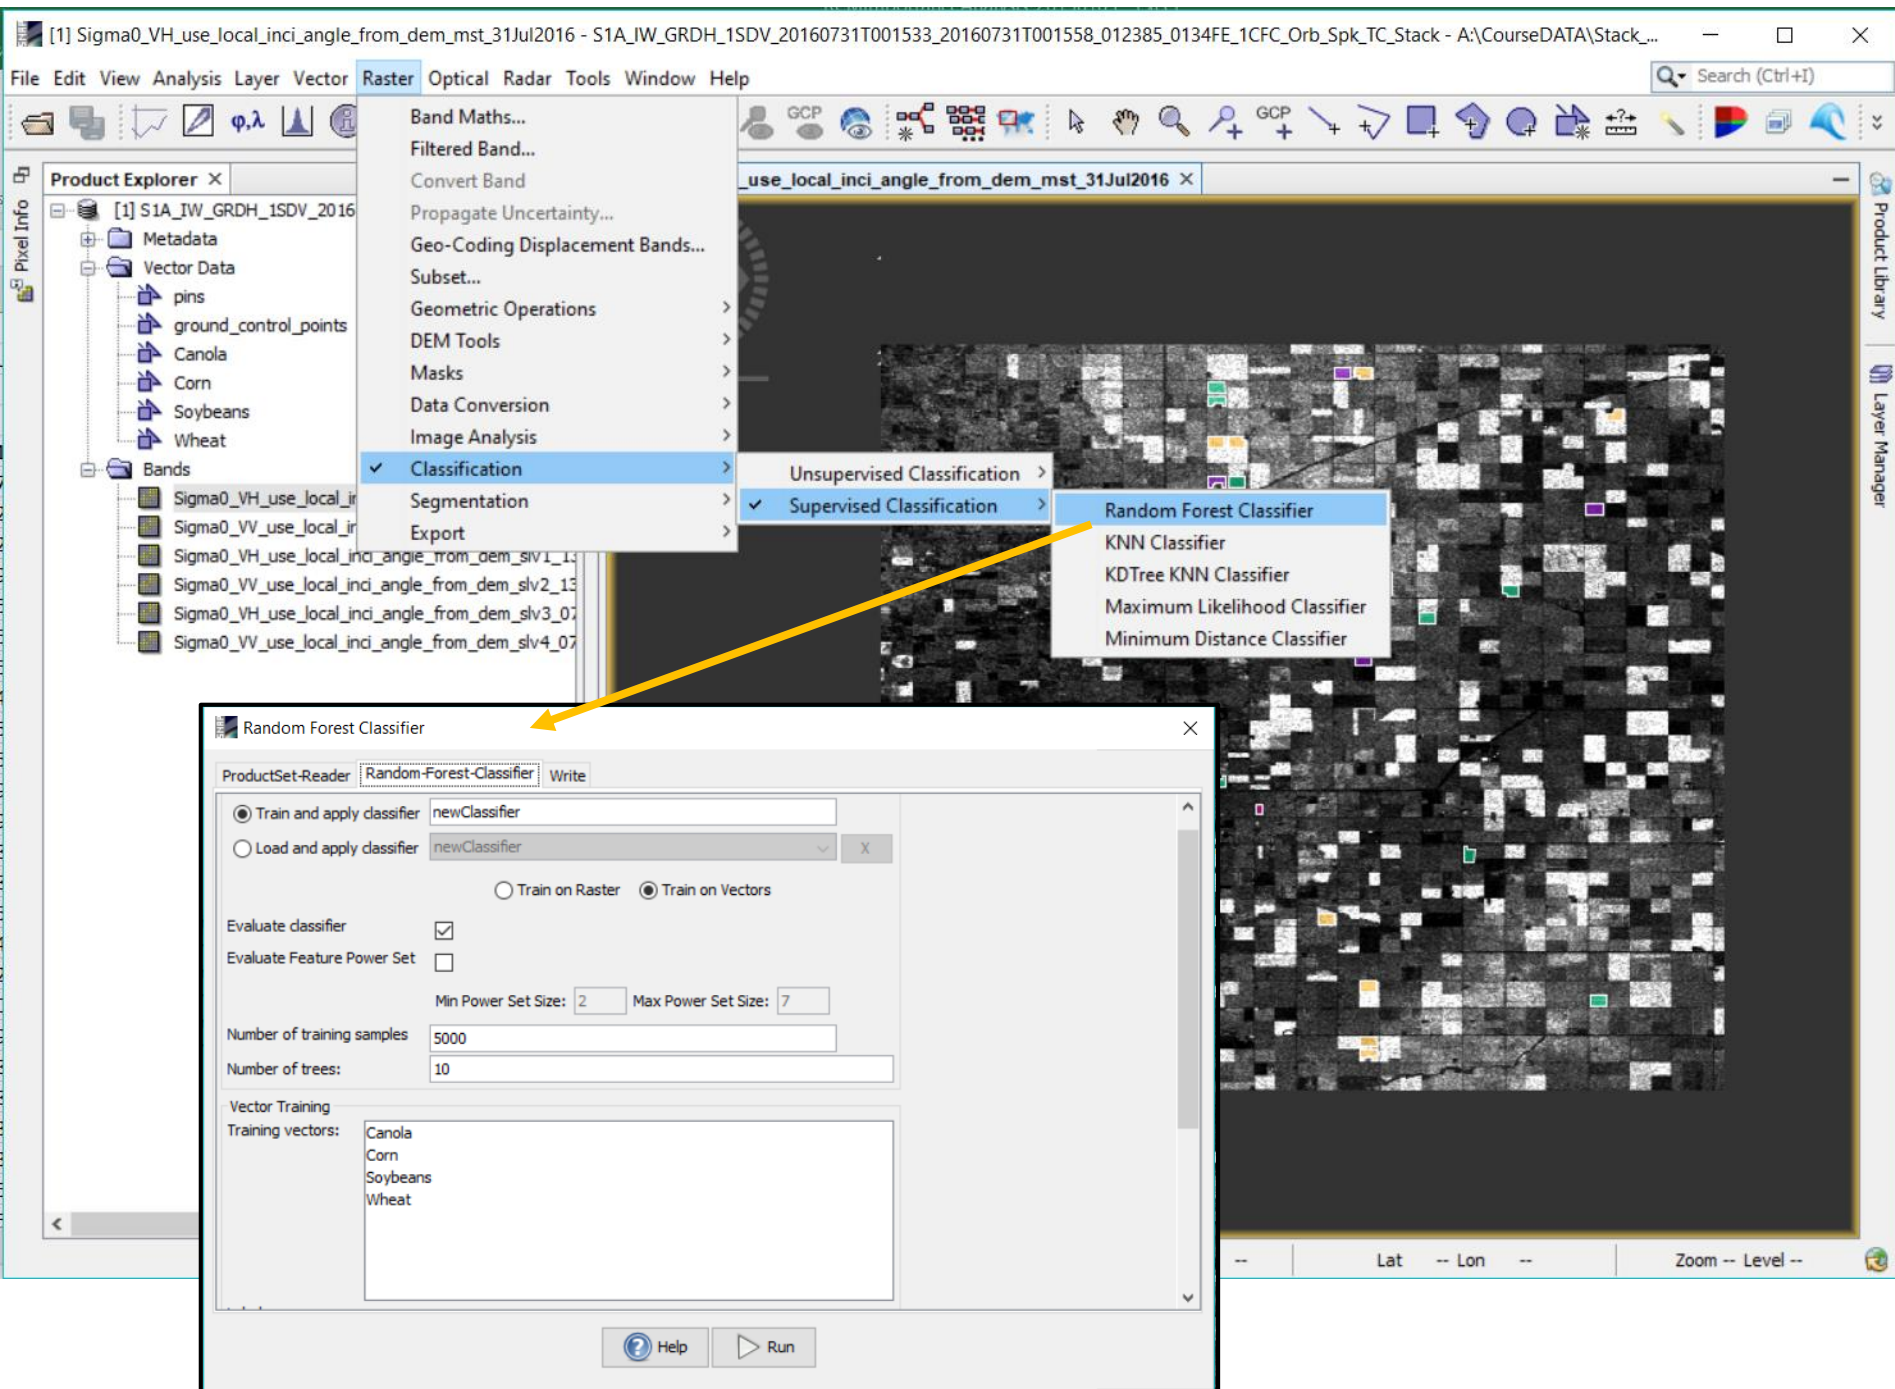 [1] Sigma0_VH_use_local_inci_angle_from_dem_mst_31Jul2016 - S1A_IW_GRDH_1SDV_20160731T001533_20160731T001558_012385_0134FE_1CFC_Orb_Spk_TC_Stack - A:\CourseDATA\Stack_...
File Edit View Analysis Layer Vector Raster Optical Radar Tools Window Help
Search (Ctrl+I)
φ,λ
GCP
GCP
Product Explorer
_use_local_inci_angle_from_dem_mst_31Jul2016
Pixel Info
Product Library
Layer Manager
[1] S1A_IW_GRDH_1SDV_2016
Metadata
Vector Data
pins
ground_control_points
Canola
Corn
Soybeans
Wheat
Bands
Sigma0_VH_use_local_ir
Sigma0_VV_use_local_ir
Sigma0_VH_use_local_inci_angle_from_dem_slv1_13
Sigma0_VV_use_local_inci_angle_from_dem_slv2_13
Sigma0_VH_use_local_inci_angle_from_dem_slv3_07
Sigma0_VV_use_local_inci_angle_from_dem_slv4_07
Band Maths...
Filtered Band...
Convert Band
Propagate Uncertainty...
Geo-Coding Displacement Bands...
Subset...
Geometric Operations
DEM Tools
Masks
Data Conversion
Image Analysis
Classification
Segmentation
Export
Unsupervised Classification
Supervised Classification
Random Forest Classifier
KNN Classifier
KDTree KNN Classifier
Maximum Likelihood Classifier
Minimum Distance Classifier
Random Forest Classifier
ProductSet-Reader Random-Forest-Classifier Write
Train and apply classifier newClassifier
Load and apply classifier newClassifier X
Train on Raster Train on Vectors
Evaluate classifier
Evaluate Feature Power Set
Min Power Set Size: 2 Max Power Set Size: 7
Number of training samples 5000
Number of trees: 10
Vector Training
Training vectors:
Canola
Corn
Soybeans
Wheat
Help Run
-- Lat -- Lon -- Zoom -- Level --